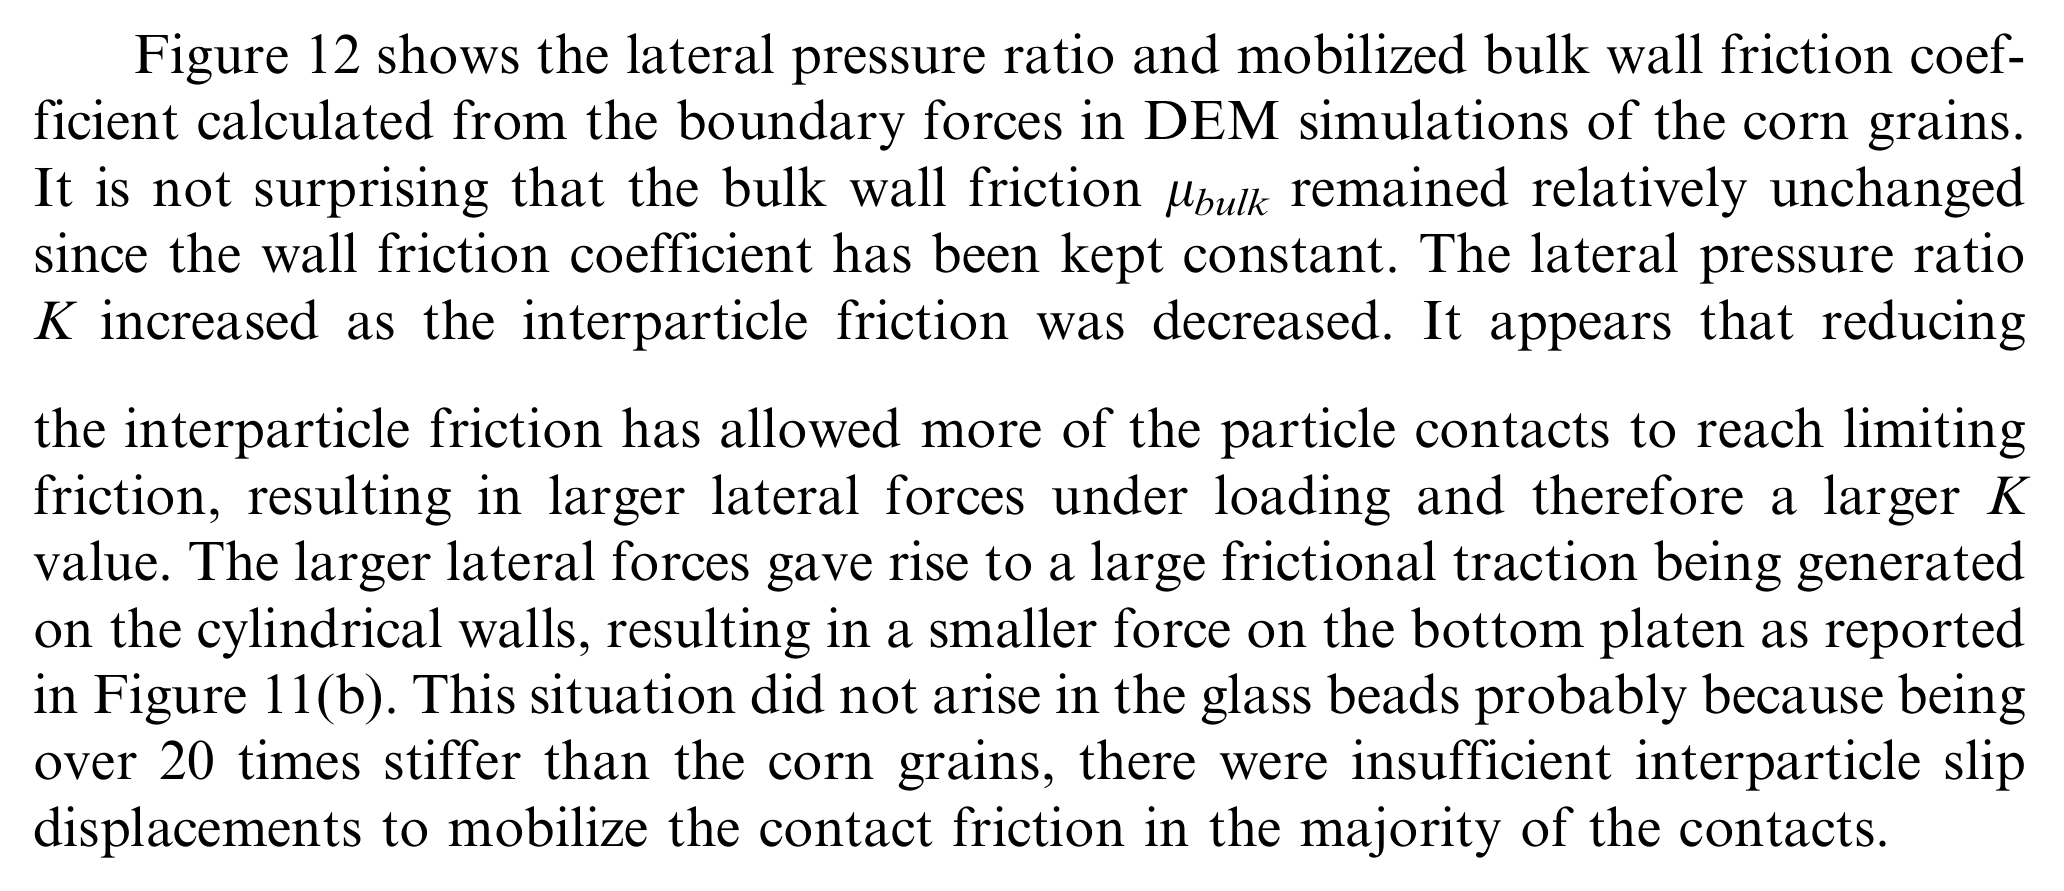 Figure 12 shows the lateral pressure ratio and mobilized bulk wall friction coef-
ficient calculated from the boundary forces in DEM simulations of the corn grains.
It is not surprising that the bulk wall friction μbulk remained relatively unchanged
since the wall friction coefficient has been kept constant. The lateral pressure ratio
K increased as the interparticle friction was decreased. It appears that reducing
the interparticle friction has allowed more of the particle contacts to reach limiting
friction, resulting in larger lateral forces under loading and therefore a larger K
value. The larger lateral forces gave rise to a large frictional traction being generated
on the cylindrical walls, resulting in a smaller force on the bottom platen as reported
in Figure 11(b). This situation did not arise in the glass beads probably because being
over 20 times stiffer than the corn grains, there were insufficient interparticle slip
displacements to mobilize the contact friction in the majority of the contacts.